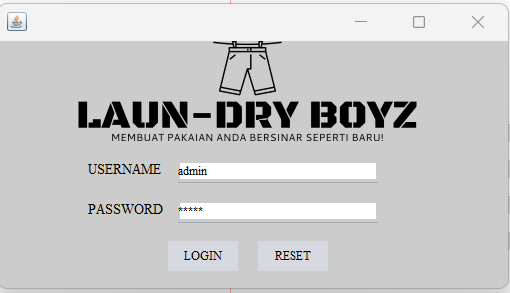 LAUN-DRY BOYZ
MEMBUAT PAKAIAN ANDA BERSINAR SEPERTI BARU!
USERNAME admin
PASSWORD *****
LOGIN RESET